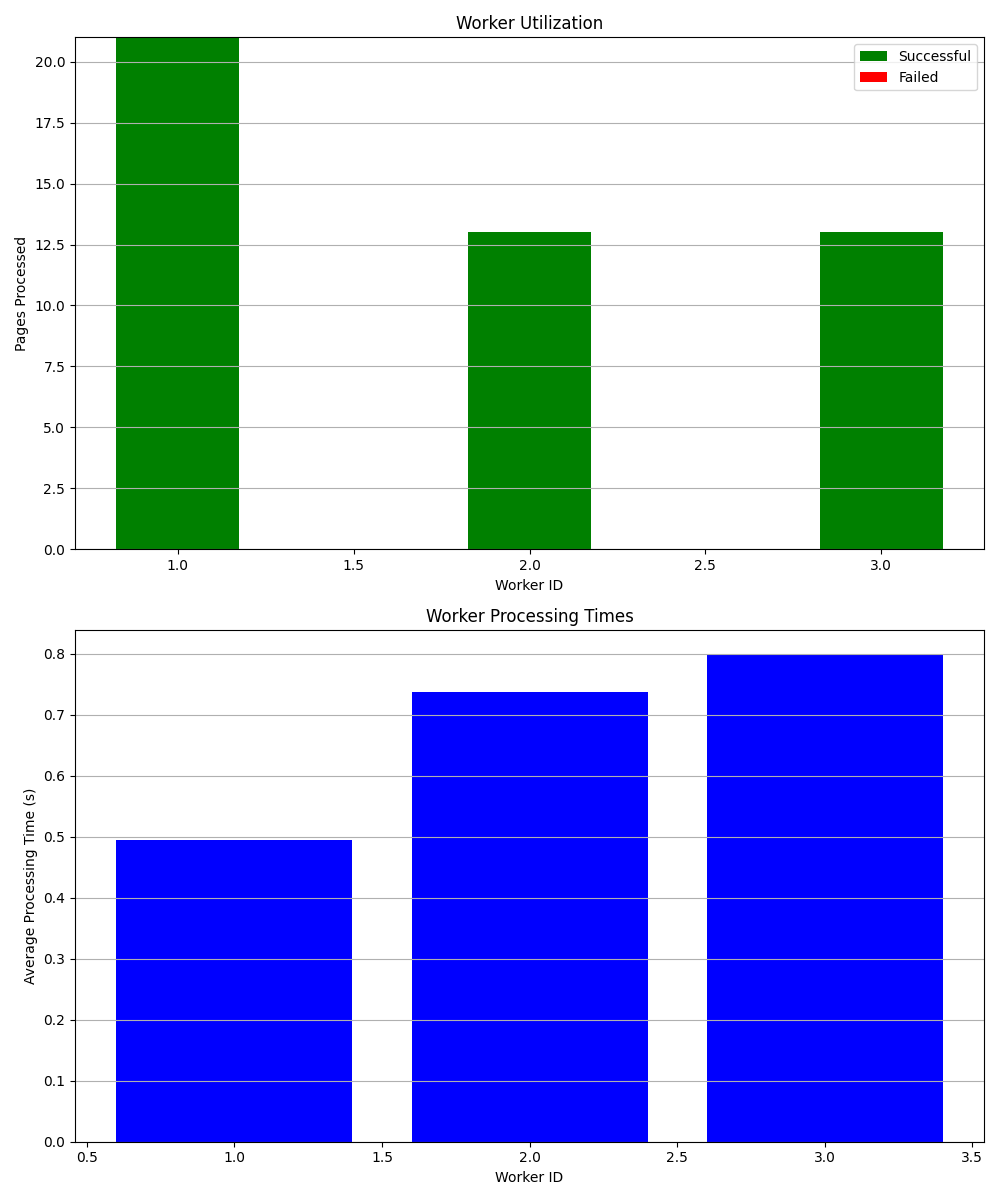 Worker Utilization
Successful
Failed
20.0
17.5
15.0
12.5
10.0
7.5
5.0
2.5
0.0
Pages Processed
1.0 1.5 2.0 2.5 3.0
Worker ID
Worker Processing Times
0.8
0.7
0.6
0.5
0.4
0.3
0.2
0.1
0.0
Average Processing Time (s)
0.5 1.0 1.5 2.0 2.5 3.0 3.5
Worker ID